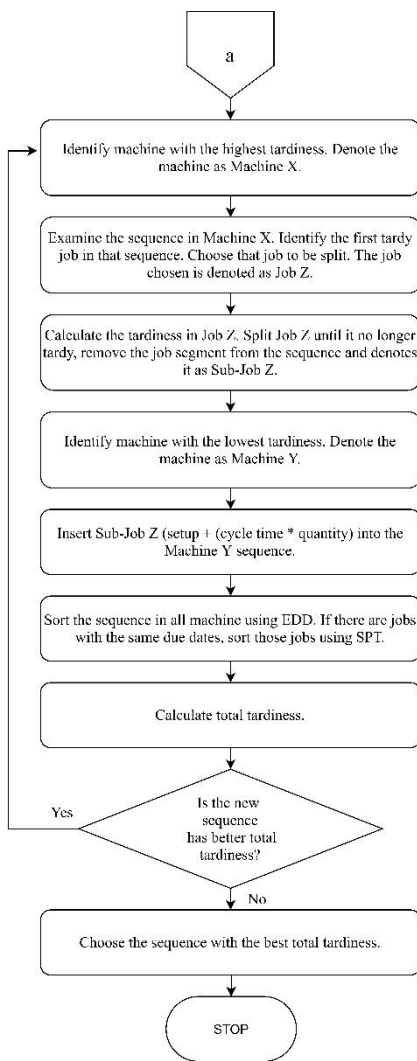 a
Identify machine with the highest tardiness. Denote the
machine as Machine X.
Examine the sequence in Machine X. Identify the first tardy
job in that sequence. Choose that job to be split. The job
chosen is denoted as Job Z.
Calculate the tardiness in Job Z. Split Job Z until it no longer
tardy, remove the job segment from the sequence and denotes
it as Sub-Job Z.
Identify machine with the lowest tardiness. Denote the
machine as Machine Y.
Insert Sub-Job Z (setup + (cycle time * quantity) into the
Machine Y sequence.
Sort the sequence in all machine using EDD. If there are jobs
with the same due dates, sort those jobs using SPT.
Calculate total tardiness.
Is the new
sequence
has better total
tardiness?
Yes
No
Choose the sequence with the best total tardiness.
STOP